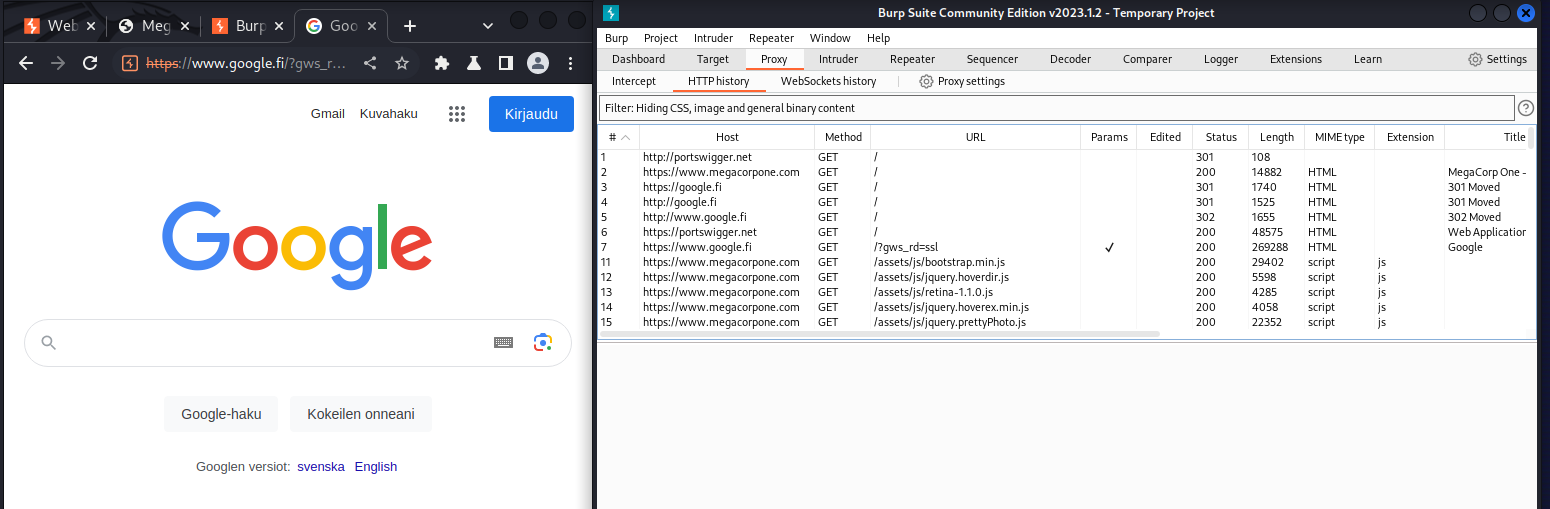 Web
Meg
Burp
Goo
https://www.google.fi/?gws_r...
Gmail Kuvahaku
Kirjaudu
Google
Google-haku
Kokeilen onneani
Googlen versiot: svenska English
Burp Suite Community Edition v2023.1.2 - Temporary Project
Burp Project Intruder Repeater Window Help
Dashboard Target Proxy Intruder Repeater Sequencer Decoder Comparer Logger Extensions Learn Settings
Intercept HTTP history WebSockets history Proxy settings
Filter: Hiding CSS, image and general binary content
# Host Method URL Params Edited Status Length MIME type Extension Title
1 http://portswigger.net GET / 301 108
2 https://www.megacorpone.com GET / 200 14882 HTML MegaCorp One -
3 https://google.fi GET / 301 1740 HTML 301 Moved
4 http://google.fi GET / 301 1525 HTML 301 Moved
5 http://www.google.fi GET / 302 1655 HTML 302 Moved
6 https://portswigger.net GET / 200 48575 HTML Web Application
7 https://www.google.fi GET /?gws_rd=ssl ✓ 200 269288 HTML Google
11 https://www.megacorpone.com GET /assets/js/bootstrap.min.js 200 29402 script js
12 https://www.megacorpone.com GET /assets/js/jquery.hoverdir.js 200 5598 script js
13 https://www.megacorpone.com GET /assets/js/retina-1.1.0.js 200 4285 script js
14 https://www.megacorpone.com GET /assets/js/jquery.hoverex.min.js 200 4058 script js
15 https://www.megacorpone.com GET /assets/js/jquery.prettyPhoto.js 200 22352 script js